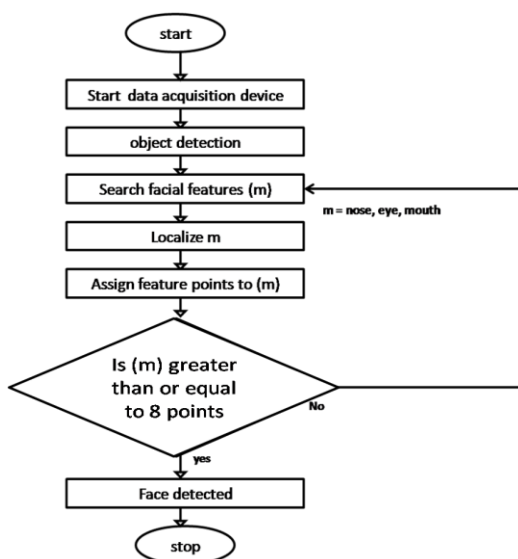 start
Start data acquisition device
object detection
Search facial features (m)
m = nose, eye, mouth
Localize m
Assign feature points to (m)
Is (m) greater
than or equal
to 8 points
No
yes
Face detected
stop